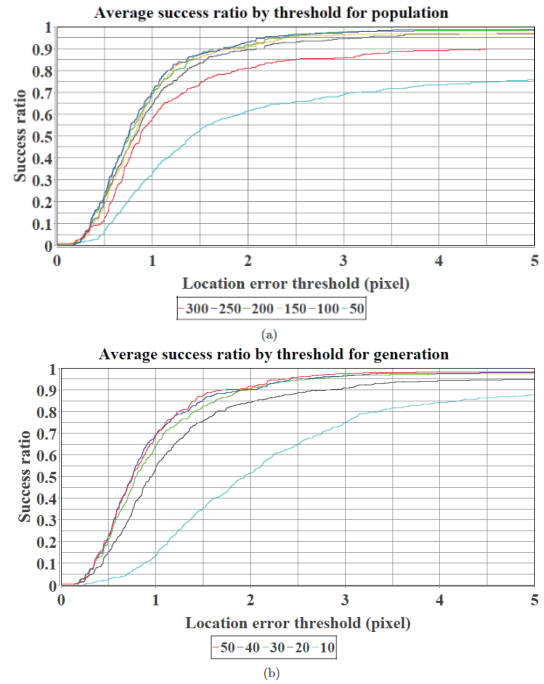 Average success ratio by threshold for population
1
0.9
0.8
0.7
0.6
0.5
0.4
0.3
0.2
0.1
0
Success ratio
0 1 2 3 4 5
Location error threshold (pixel)
300 250 200 150 100 50
(a)
Average success ratio by threshold for generation
1
0.9
0.8
0.7
0.6
0.5
0.4
0.3
0.2
0.1
0
Success ratio
0 1 2 3 4 5
Location error threshold (pixel)
50 40 30 20 10
(b)